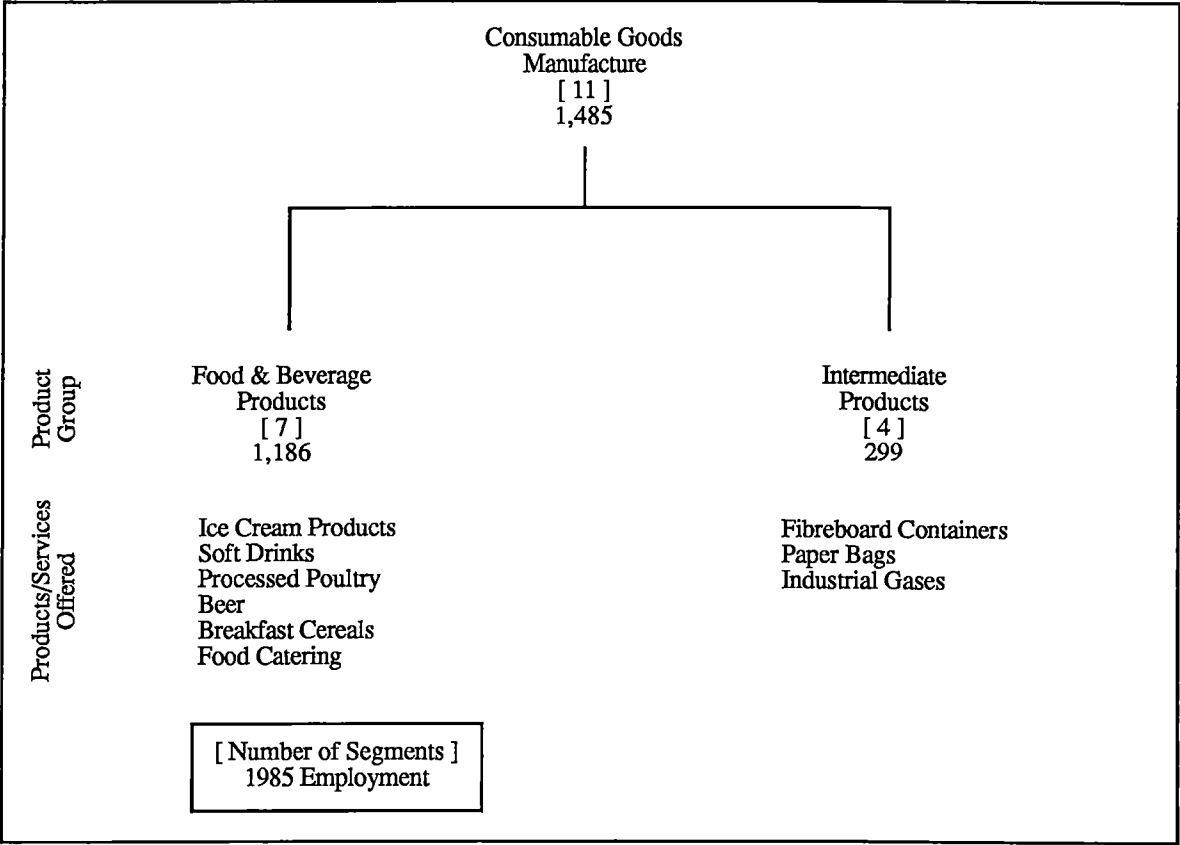 Consumable Goods
Manufacture
[ 11 ]
1,485
Product
Group
Food & Beverage
Products
[ 7 ]
1,186
Intermediate
Products
[ 4 ]
299
Products/Services
Offered
Ice Cream Products
Soft Drinks
Processed Poultry
Beer
Breakfast Cereals
Food Catering
Fibreboard Containers
Paper Bags
Industrial Gases
[ Number of Segments ]
1985 Employment